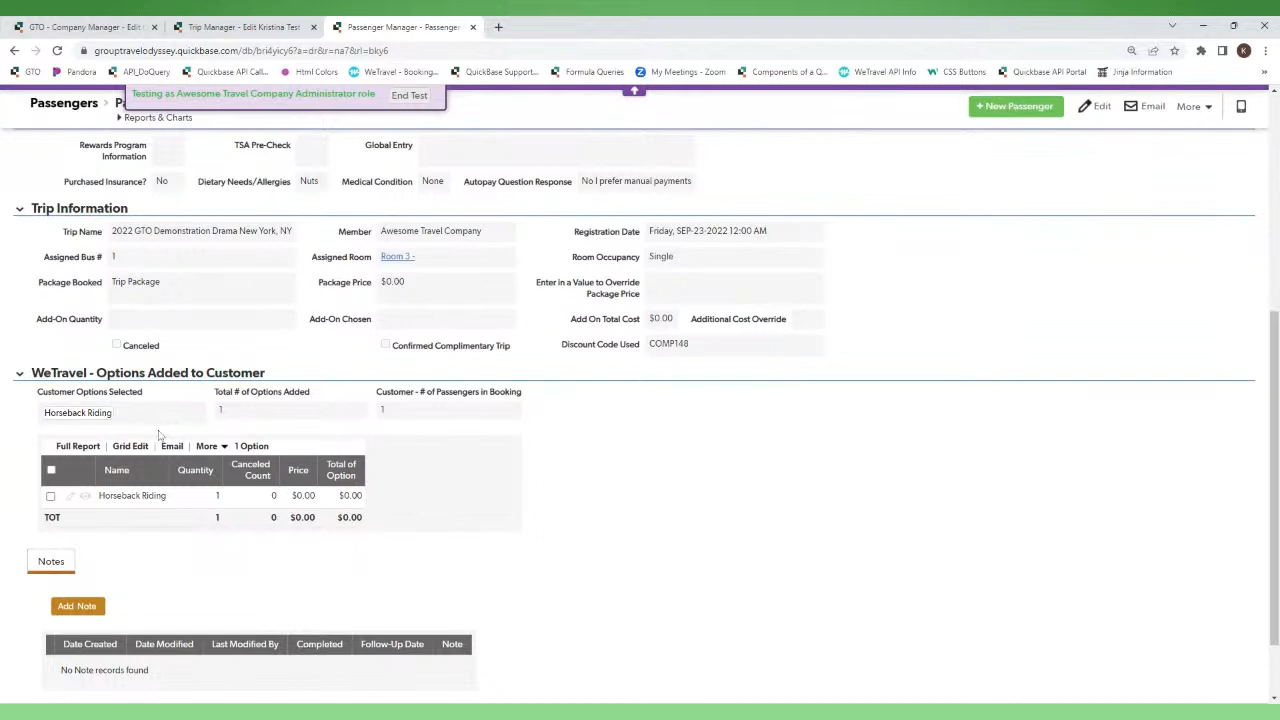 GTO - Company Manager - Edit
Trip Manager - Edit Kristina Test
Passenger Manager - Passenger
grouptravelodyssey.quickbase.com/db/bri4yicy6?a=dr&r=na7&rl=bky6
K
GTO
Pandora
API_DoQuery
Quickbase API Call...
Html Colors
WeTravel - Booking...
QuickBase Support...
Formula Queries
My Meetings - Zoom
Components of a Q...
WeTravel API Info
CSS Buttons
Quickbase API Portal
Jinja Information
Testing as Awesome Travel Company Administrator role
End Test
Passengers > Pa
Reports & Charts
+ New Passenger
Edit
Email
More
Rewards Program Information
TSA Pre-Check
Global Entry
Purchased Insurance? No
Dietary Needs/Allergies Nuts
Medical Condition None
Autopay Question Response No I prefer manual payments
Trip Information
Trip Name 2022 GTO Demonstration Drama New York, NY
Member Awesome Travel Company
Registration Date Friday, SEP-23-2022 12:00 AM
Assigned Bus # 1
Assigned Room Room 3 -
Room Occupancy Single
Package Booked Trip Package
Package Price $0.00
Enter in a Value to Override Package Price
Add-On Quantity
Add-On Chosen
Add On Total Cost $0.00
Additional Cost Override
Canceled
Confirmed Complimentary Trip
Discount Code Used COMP148
WeTravel - Options Added to Customer
Customer Options Selected
Total # of Options Added
Customer - # of Passengers in Booking
Horseback Riding
1
1
Full Report | Grid Edit | Email | More 1 Option
Name Quantity Canceled Count Price Total of Option
Horseback Riding 1 0 $0.00 $0.00
TOT 1 0 $0.00 $0.00
Notes
Add Note
Date Created Date Modified Last Modified By Completed Follow-Up Date Note
No Note records found